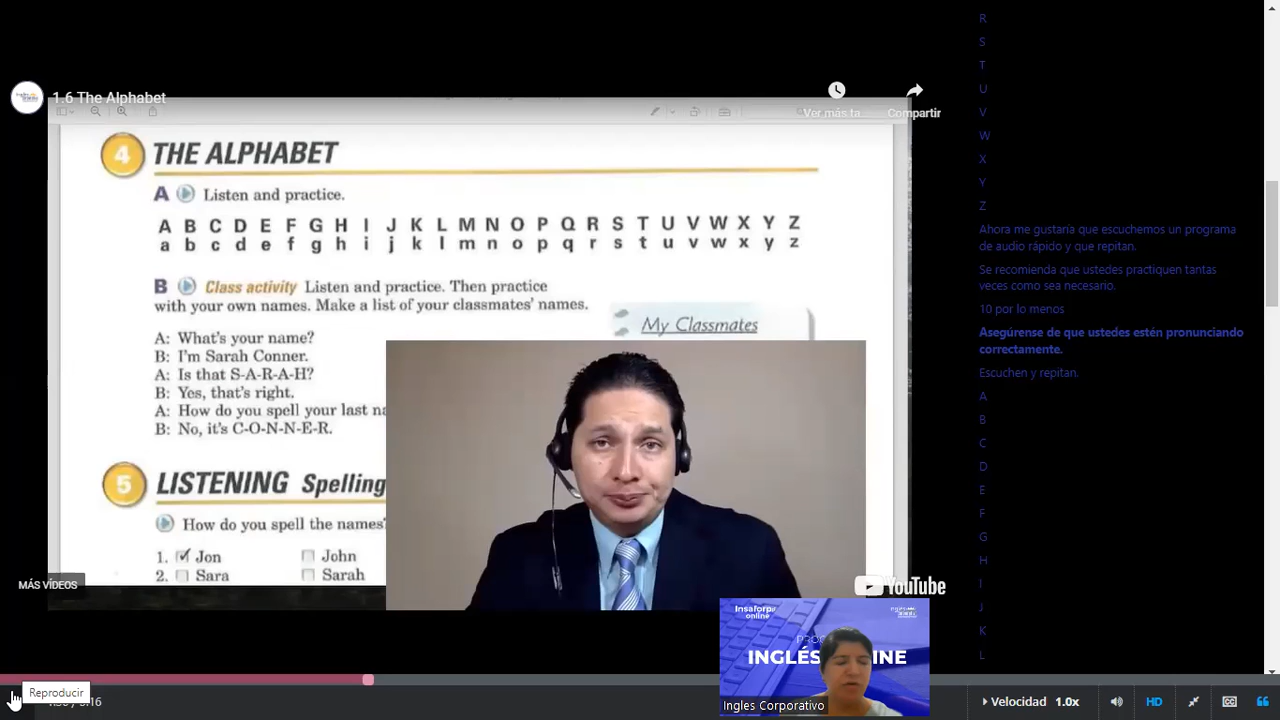 1.6 The Alphabet
Ver más ta...
Compartir
4 THE ALPHABET
A Listen and practice.
A B C D E F G H I J K L M N O P Q R S T U V W X Y Z
a b c d e f g h i j k l m n o p q r s t u v w x y z
B Class activity Listen and practice. Then practice
with your own names. Make a list of your classmates' names.
My Classmates
A: What's your name?
B: I'm Sarah Conner.
A: Is that S-A-R-A-H?
B: Yes, that's right.
A: How do you spell your last na
B: No, it's C-O-N-N-E-R.
5 LISTENING Spelling
How do you spell the names?
1. Jon John
2. Sara Sarah
MÁS VÍDEOS
YouTube
Insaforp
online
INGLÉS
INE
Ingles Corporativo
Reproducir
Velocidad 1.0x
HD
R
S
T
U
V
W
X
Y
Z
Ahora me gustaría que escuchemos un programa
de audio rápido y que repitan.
Se recomienda que ustedes practiquen tantas
veces como sea necesario.
10 por lo menos
Asegúrense de que ustedes estén pronunciando
correctamente.
Escuchen y repitan.
A
B
C
D
E
F
G
H
I
J
K
L